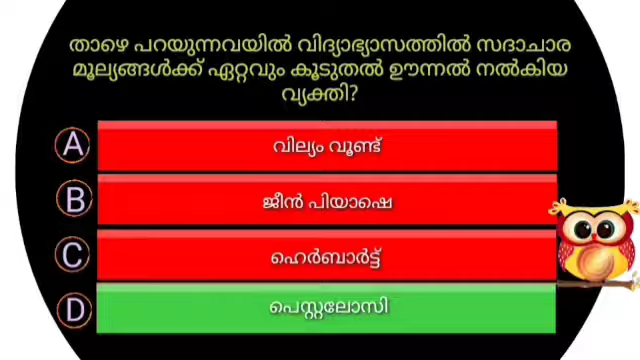 താഴെ പറയുന്നവയിൽ വിദ്യാഭ്യാസത്തിൽ സദാചാര
മൂല്യങ്ങൾക്ക് ഏറ്റവും കൂടുതൽ ഊന്നൽ നൽകിയ
വ്യക്തി?
A വില്യം വൂണ്ട്
B ജീൻ പിയാഷെ
C ഹെർബാർട്ട്
D പെസ്റ്റലോസി